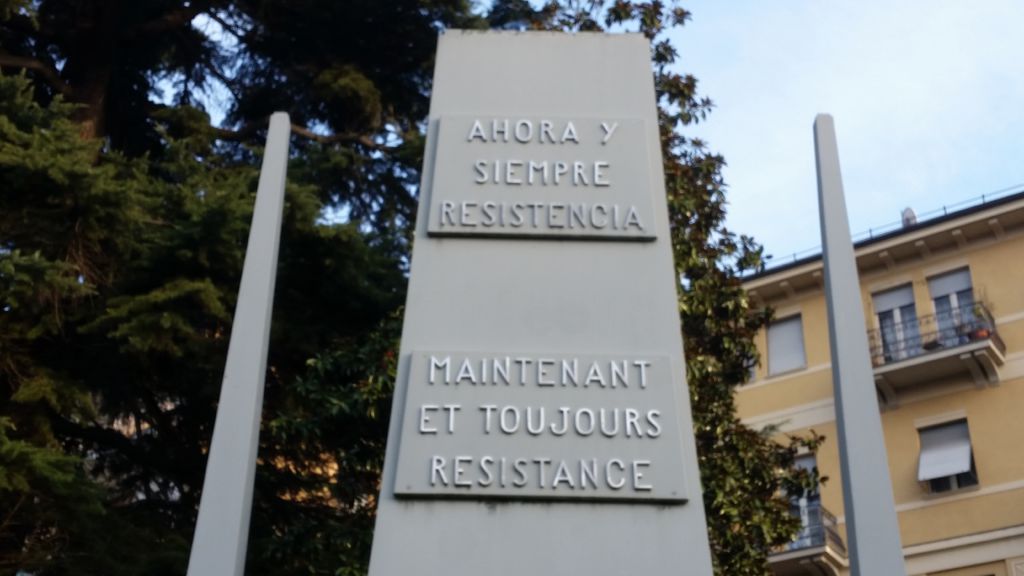 AHORA Y
SIEMPRE
RESISTENCIA
MAINTENANT
ET TOUJOURS
RESISTANCE